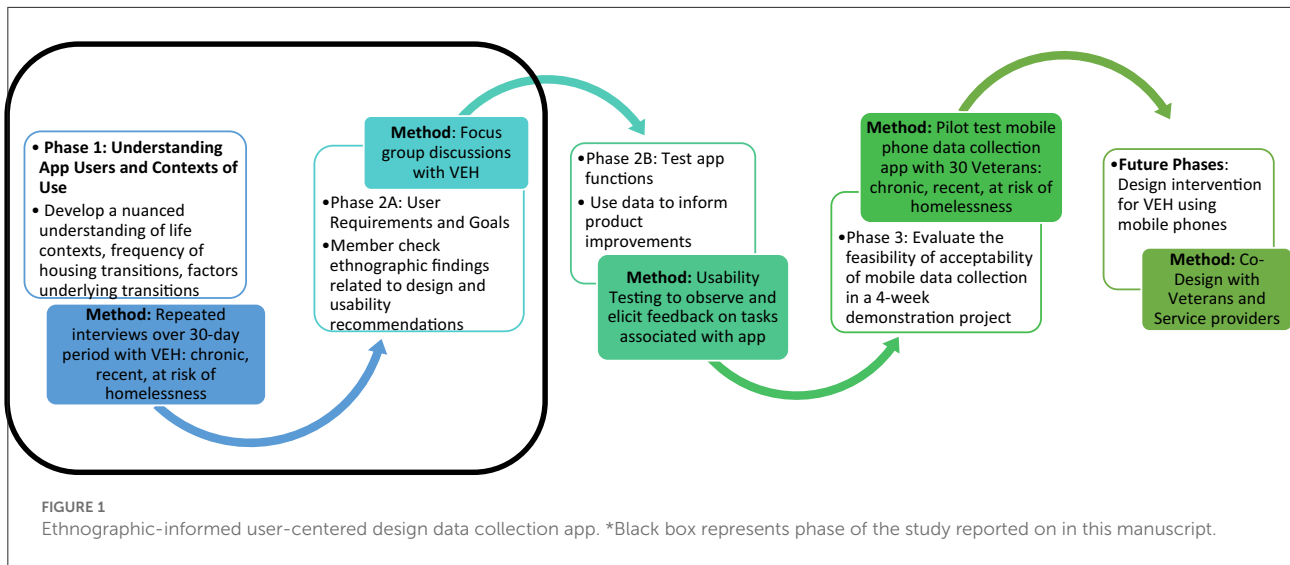 • Phase 1: Understanding
App Users and Contexts of
Use
• Develop a nuanced
understanding of life
contexts, frequency of
housing transitions, factors
underlying transitions
Method: Repeated
interviews over 30-day
period with VEH: chronic,
recent, at risk of
homelessness
Method: Focus
group discussions
with VEH
•Phase 2A: User
Requirements and Goals
•Member check
ethnographic findings
related to design and
usability
recommendations
•Phase 2B: Test app
functions
• Use data to inform
product
improvements
Method: Usability
Testing to observe and
elicit feedback on tasks
associated with app
Method: Pilot test mobile
phone data collection
app with 30 Veterans:
chronic, recent, at risk of
homelessness
•Phase 3: Evaluate the
feasibility of acceptability
of mobile data collection
in a 4-week
demonstration project
•Future Phases:
Design intervention
for VEH using
mobile phones
Method: Co-
Design with
Veterans and
Service providers
FIGURE 1
Ethnographic-informed user-centered design data collection app. *Black box represents phase of the study reported on in this manuscript.